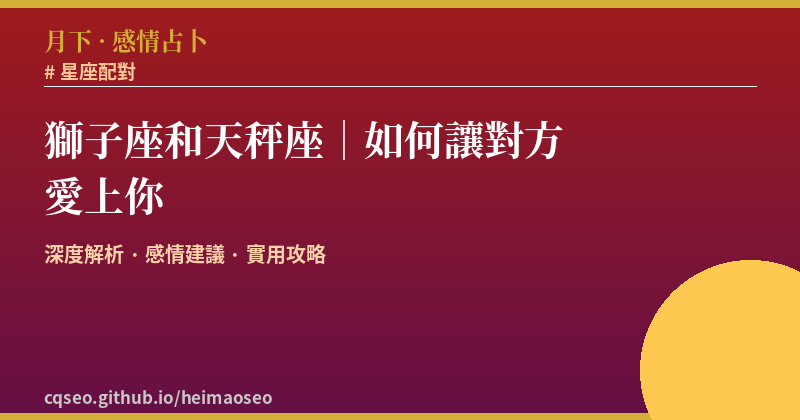 月下 · 感情占卜
# 星座配對
獅子座和天秤座｜如何讓對方
愛上你
深度解析 · 感情建議 · 實用攻略
cqseo.github.io/heimaoseo